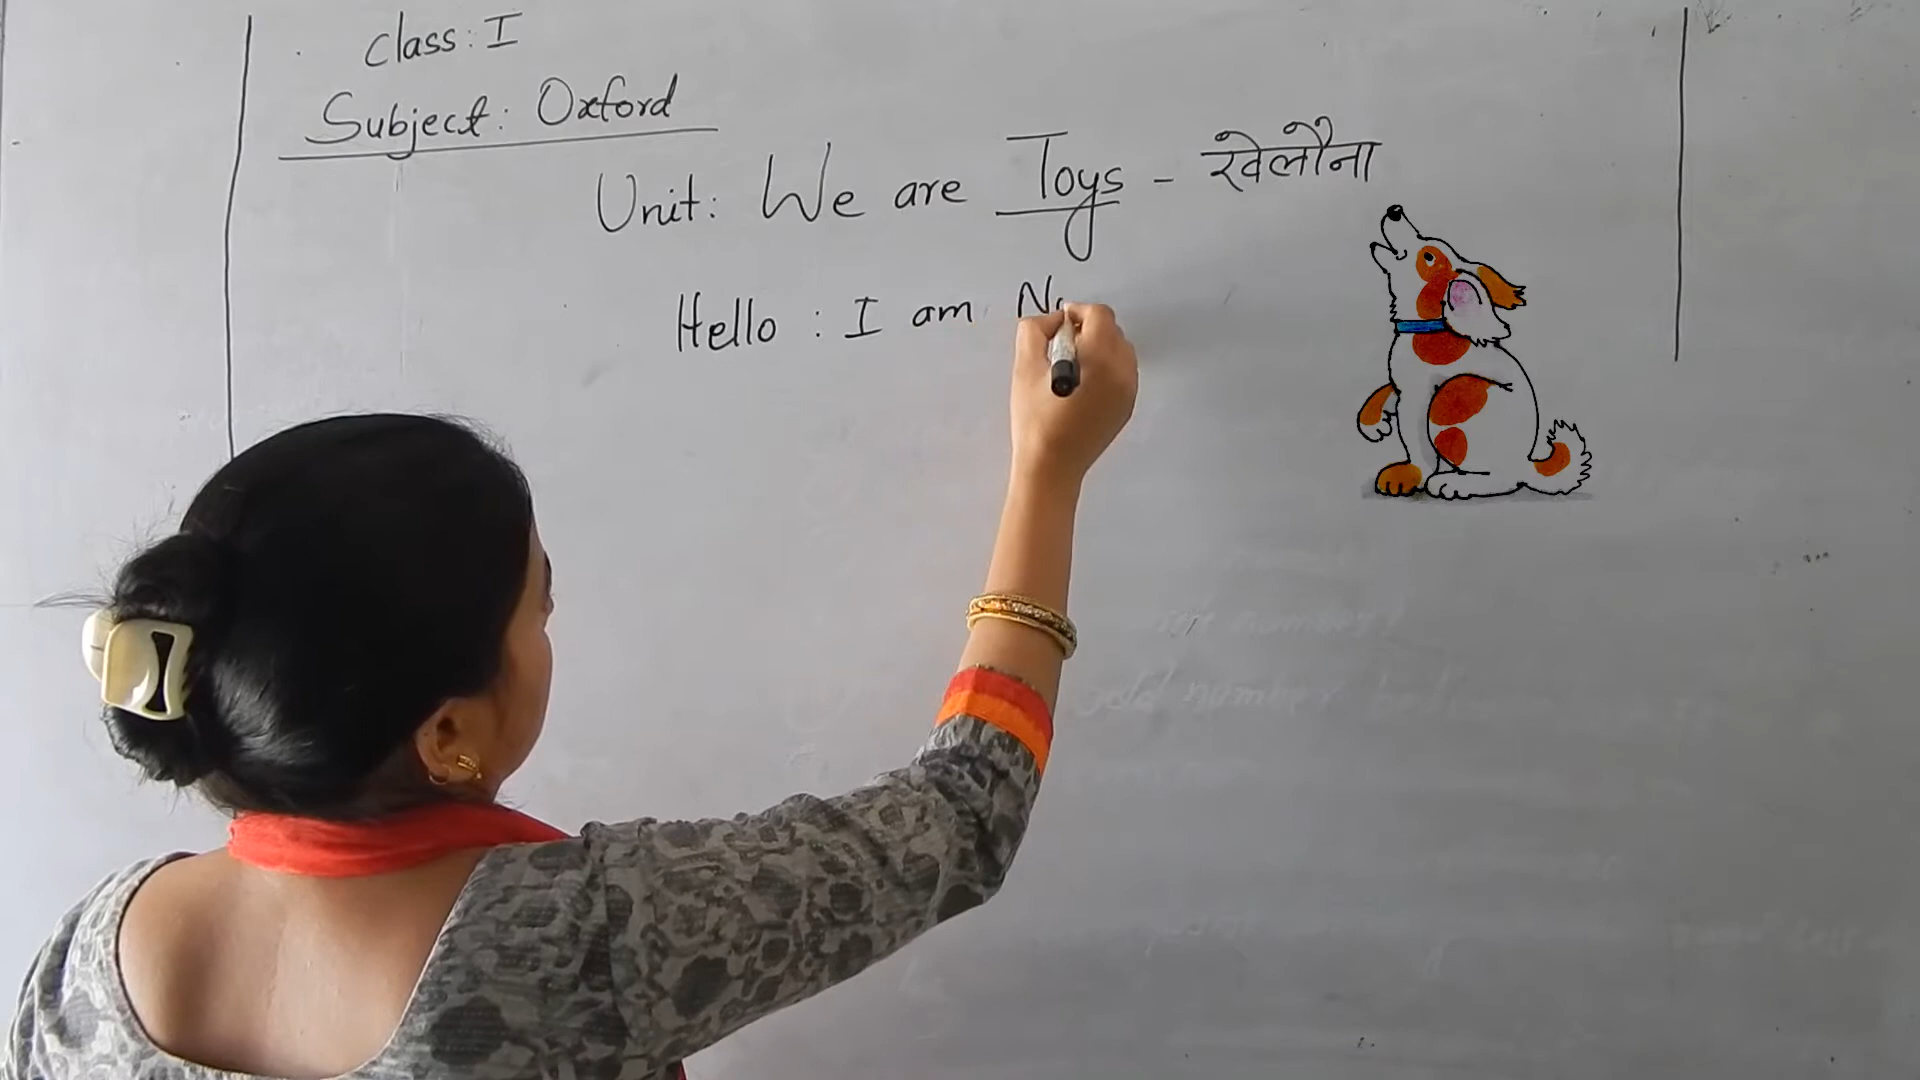 Class: I
Subject: Oxford
Unit: We are Toys - खेलौना
Hello : I am